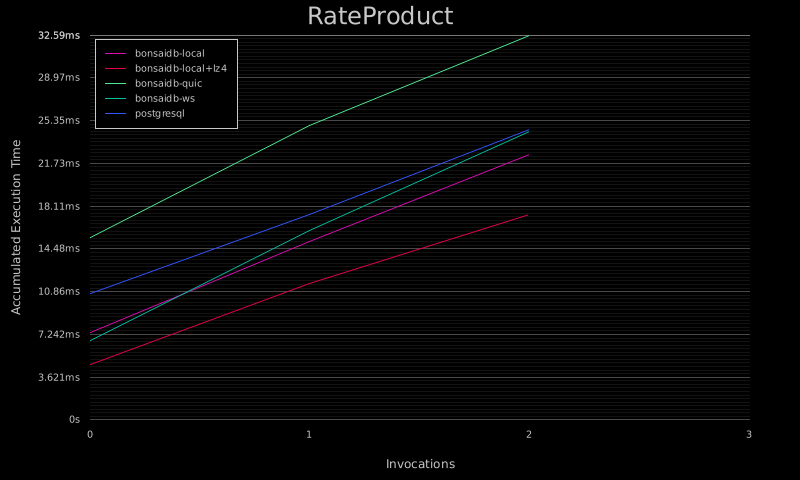 RateProduct
32.59ms
28.97ms
25.35ms
21.73ms
18.11ms
14.48ms
10.86ms
7.242ms
3.621ms
0s
Accumulated Execution Time
bonsaidb-local
bonsaidb-local+lz4
bonsaidb-quic
bonsaidb-ws
postgresql
0 1 2 3
Invocations